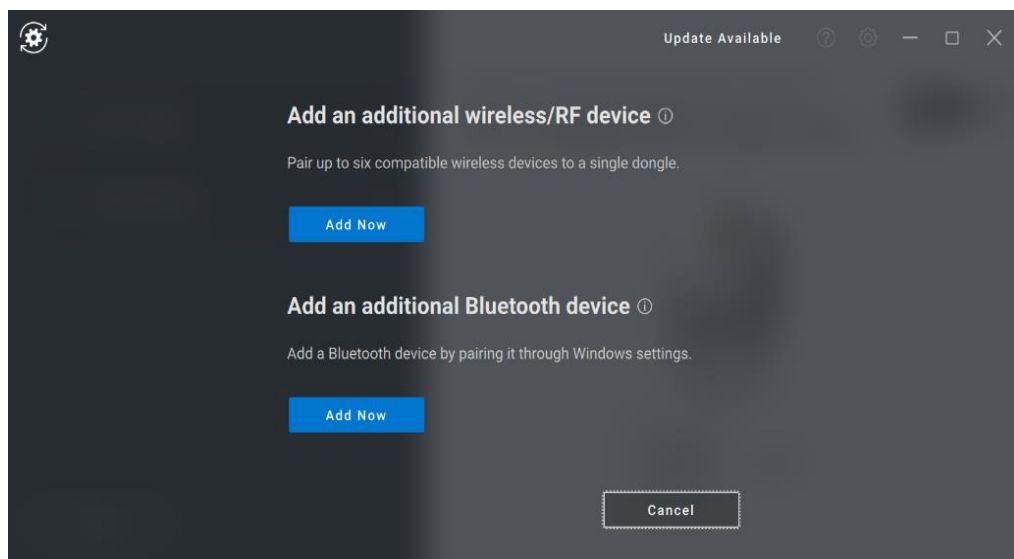 Update Available
Add an additional wireless/RF device
Pair up to six compatible wireless devices to a single dongle.
Add Now
Add an additional Bluetooth device
Add a Bluetooth device by pairing it through Windows settings.
Add Now
Cancel